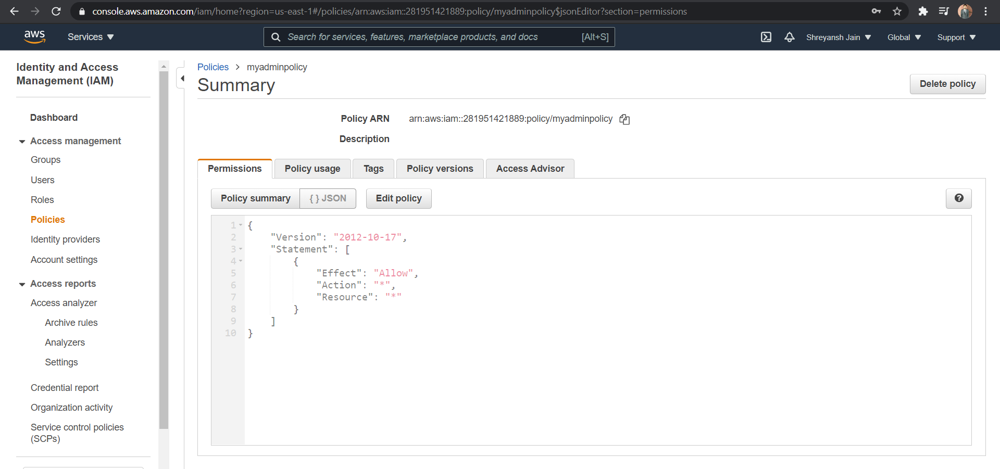 console.aws.amazon.com/iam/home?region=us-east-1#/policies/arn:aws:iam::281951421889:policy/myadminpolicy$jsonEditor?section=permissions
aws
Services
Search for services, features, marketplace products, and docs [Alt+S]
Shreyansh Jain
Global
Support
Identity and Access
Management (IAM)
Dashboard
Access management
Groups
Users
Roles
Policies
Identity providers
Account settings
Access reports
Access analyzer
Archive rules
Analyzers
Settings
Credential report
Organization activity
Service control policies
(SCPs)
Policies > myadminpolicy
Summary
Delete policy
Policy ARN arn:aws:iam::281951421889:policy/myadminpolicy
Description
Permissions
Policy usage
Tags
Policy versions
Access Advisor
Policy summary
{ } JSON
Edit policy
?
1 {
2 "Version": "2012-10-17",
3 "Statement": [
4 {
5 "Effect": "Allow",
6 "Action": "*",
7 "Resource": "*"
8 }
9 ]
10 }